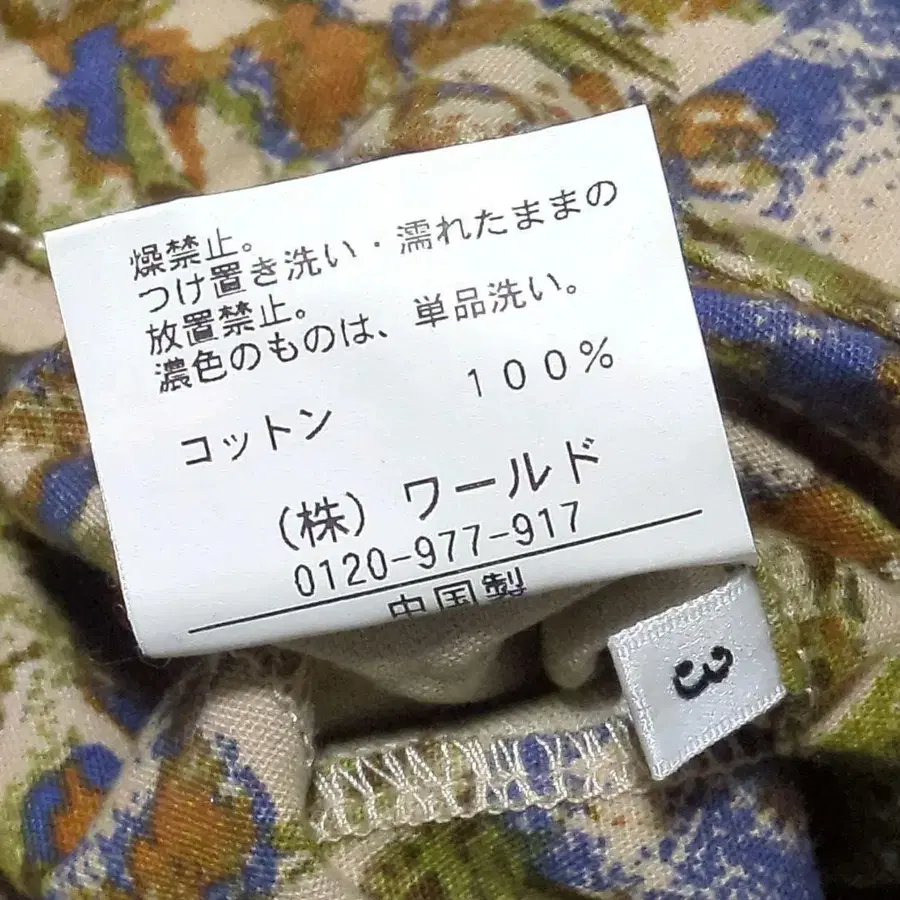 燥禁止。
つけ置き洗い・濡れたままの
放置禁止。
濃色のものは、単品洗い。
コットン 100%
(株) ワールド
0120-977-917
中国製
3